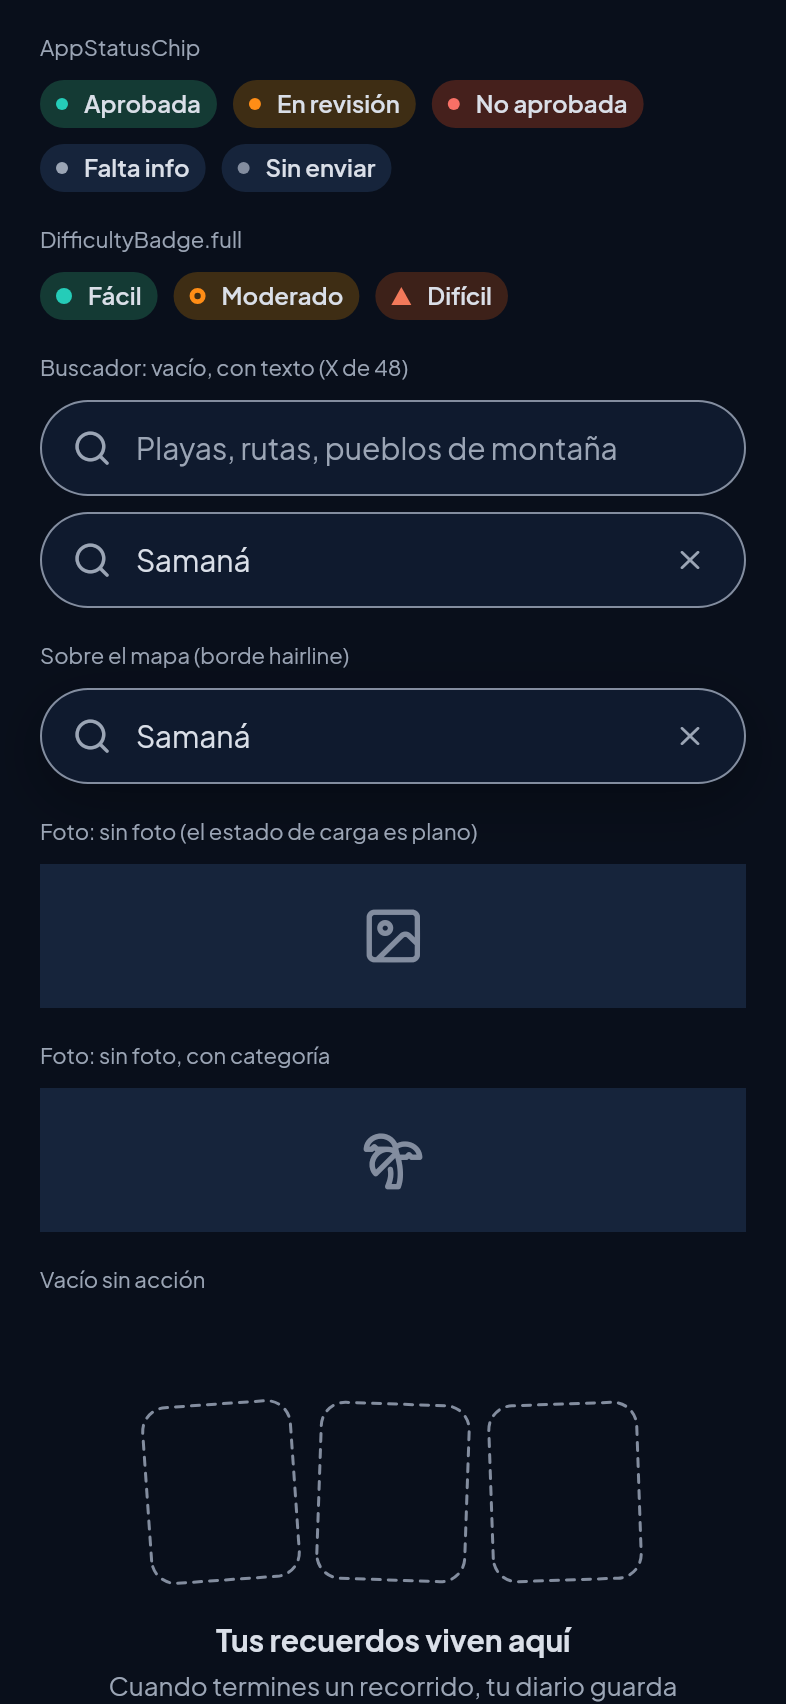 AppStatusChip
Aprobada
En revisión
No aprobada
Falta info
Sin enviar
DifficultyBadge.full
Fácil
Moderado
Difícil
Buscador: vacío, con texto (X de 48)
Playas, rutas, pueblos de montaña
Samaná
Sobre el mapa (borde hairline)
Samaná
Foto: sin foto (el estado de carga es plano)
Foto: sin foto, con categoría
Vacío sin acción
Tus recuerdos viven aquí
Cuando termines un recorrido, tu diario guarda